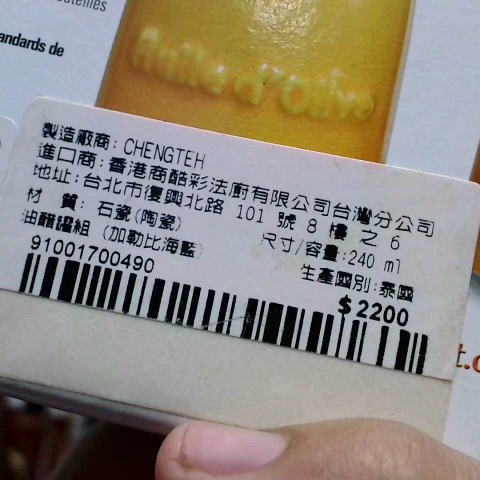 andards de
Huile d'Olive
製造廠商: CHENGTEH
進口商: 香港商酷彩法廚有限公司台灣分公司
地址: 台北市復興北路 101 號 8 樓 之 6
材 質: 石瓷(陶瓷) 尺寸/容量:240 ml
油醋罐組 (加勒比海藍) 生產國別:泰國
91001700490 $2200